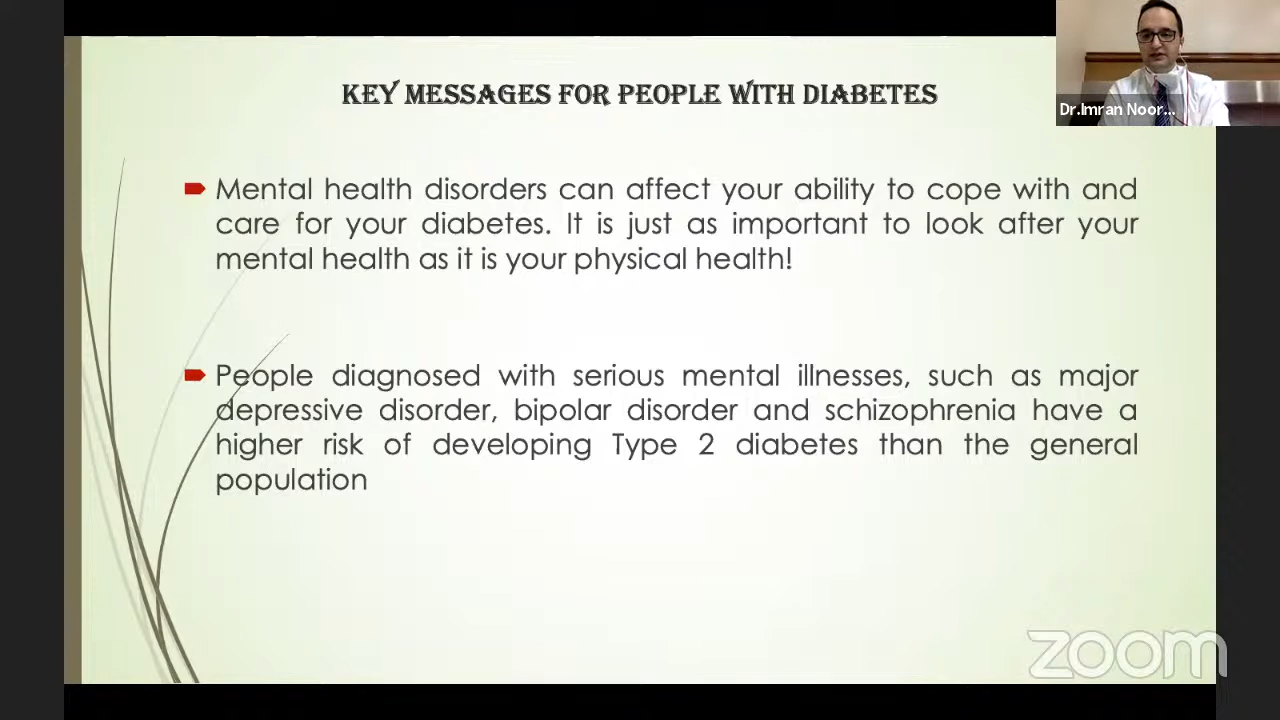 KEY MESSAGES FOR PEOPLE WITH DIABETES
Dr.Imran Noor...
Mental health disorders can affect your ability to cope with and
care for your diabetes. It is just as important to look after your
mental health as it is your physical health!
People diagnosed with serious mental illnesses, such as major
depressive disorder, bipolar disorder and schizophrenia have a
higher risk of developing Type 2 diabetes than the general
population
zoom